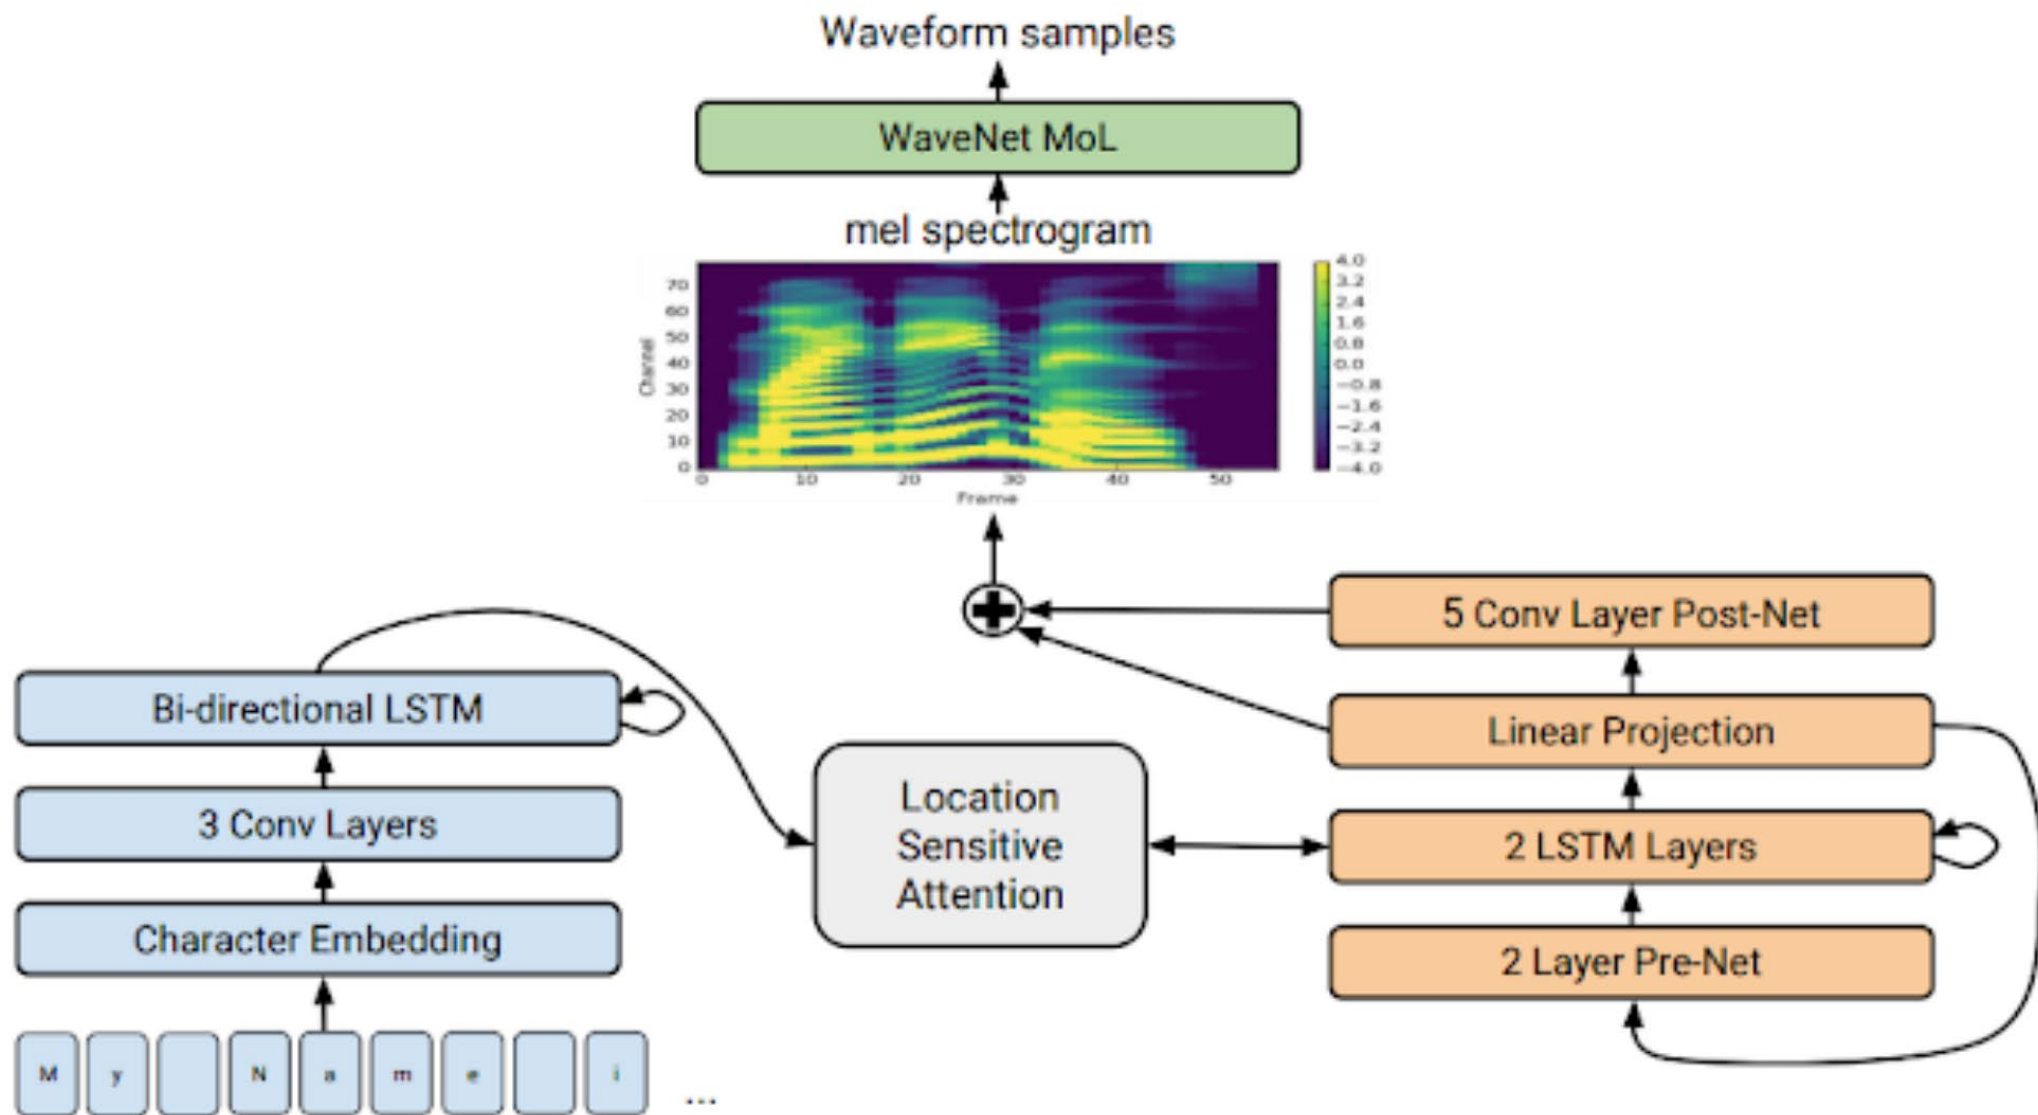 Waveform samples
WaveNet MoL
mel spectrogram
4.0
3.2
2.4
1.6
0.8
0.0
−0.8
−1.6
−2.4
−3.2
−4.0
70
60
50
40
30
20
10
0
Channel
0 10 20 30 40 50
Frame
Bi-directional LSTM
3 Conv Layers
Character Embedding
M y N a m e i ...
Location
Sensitive
Attention
5 Conv Layer Post-Net
Linear Projection
2 LSTM Layers
2 Layer Pre-Net